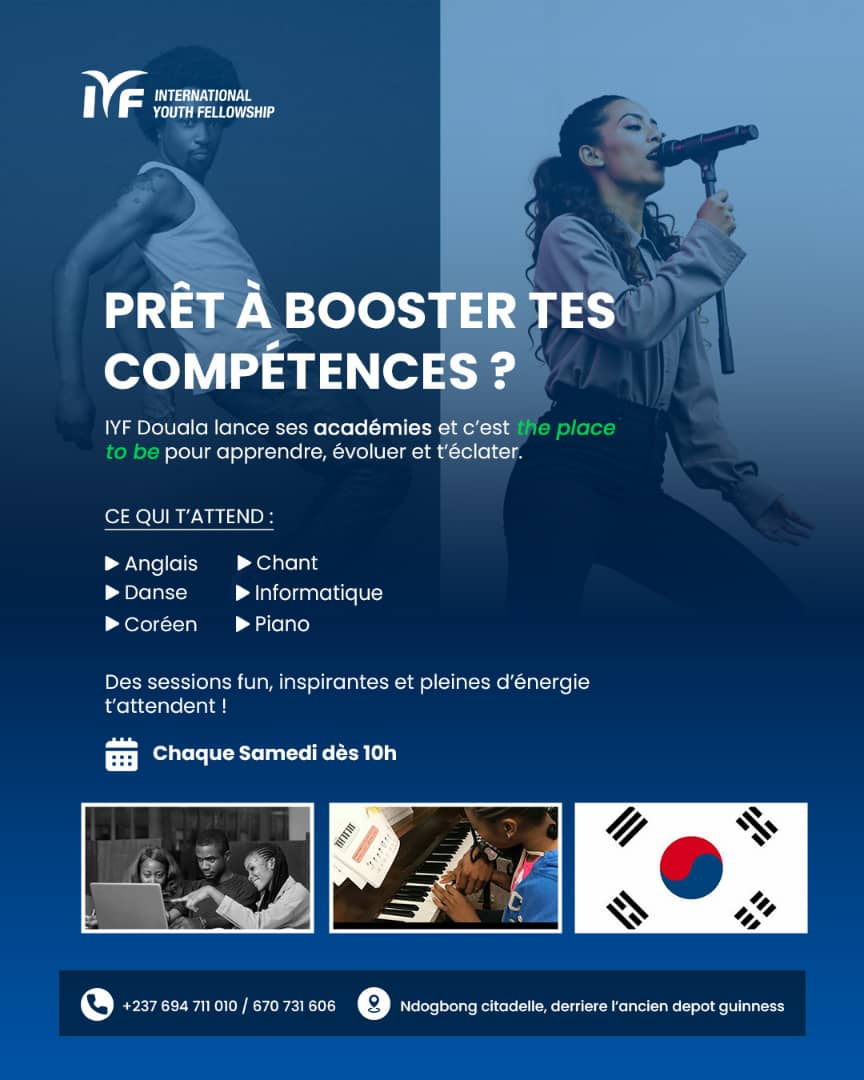 IYF INTERNATIONAL
YOUTH FELLOWSHIP
PRÊT À BOOSTER TES
COMPÉTENCES ?
IYF Douala lance ses académies et c’est the place
to be pour apprendre, évoluer et t’éclater.
CE QUI T’ATTEND :
Anglais
Danse
Coréen
Chant
Informatique
Piano
Des sessions fun, inspirantes et pleines d’énergie
t’attendent !
Chaque Samedi dès 10h
+237 694 711 010 / 670 731 606
Ndogbong citadelle, derriere l’ancien depot guinness